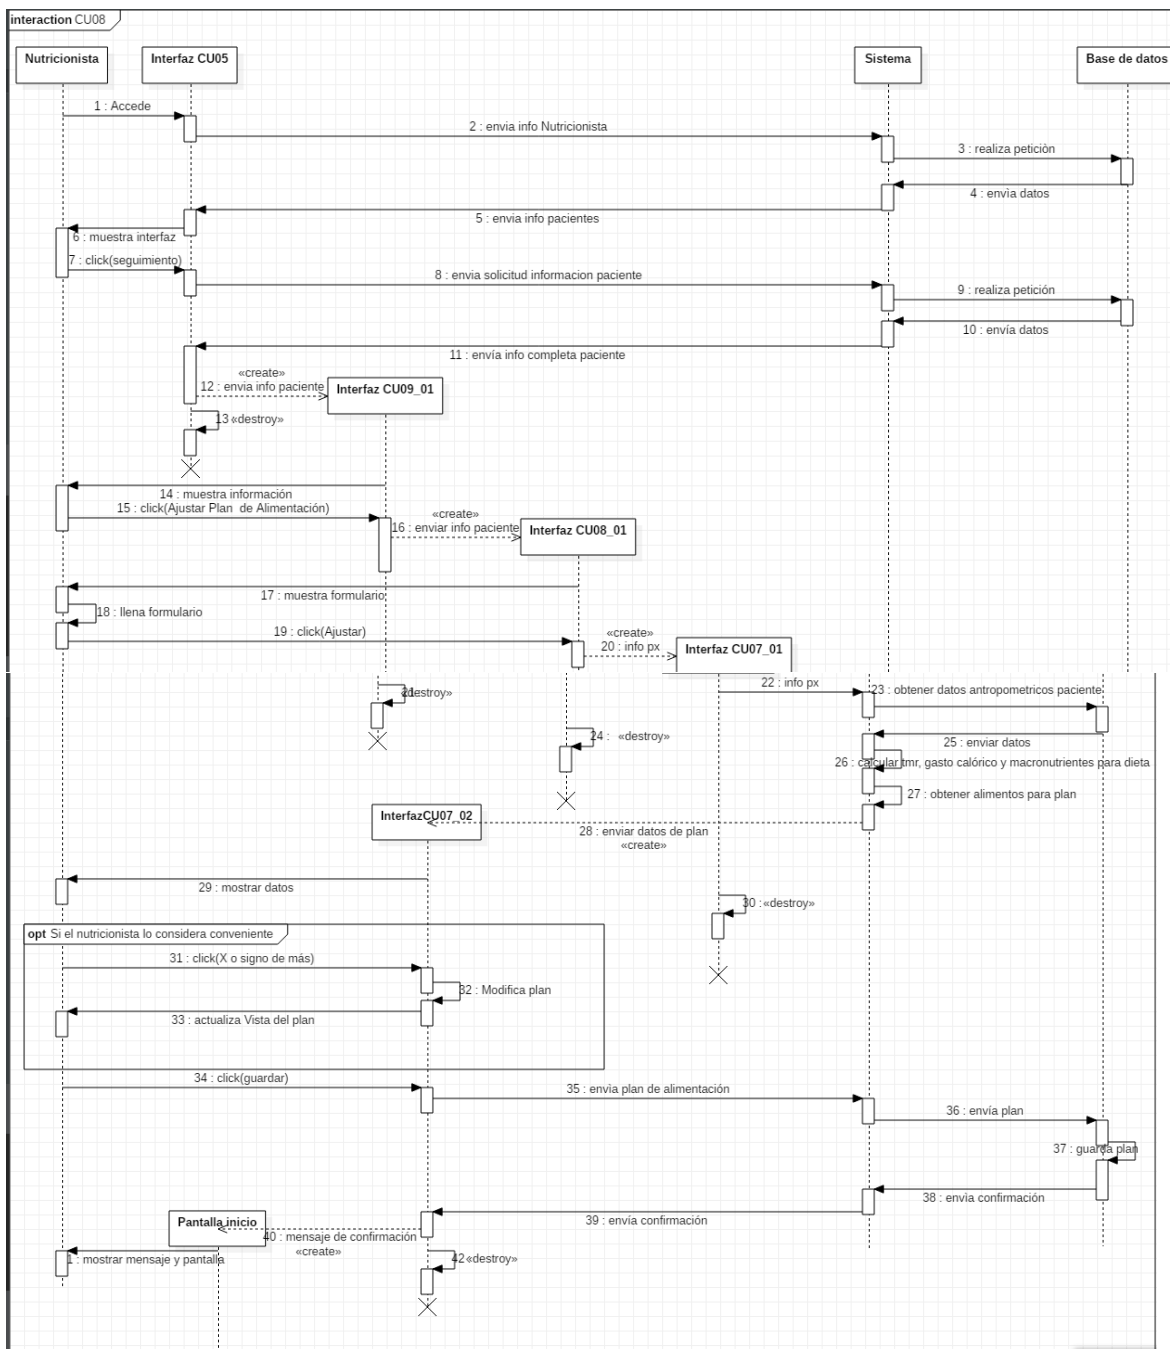 interaction CU08
Nutricionista
Interfaz CU05
Sistema
Base de datos
1 : Accede
2 : envia info Nutricionista
3 : realiza petición
4 : envìa datos
5 : envia info pacientes
6 : muestra interfaz
7 : click(seguimiento)
8 : envia solicitud informacion paciente
9 : realiza petición
10 : envía datos
11 : envía info completa paciente
«create»
12 : envia info paciente
Interfaz CU09_01
13 «destroy»
14 : muestra información
15 : click(Ajustar Plan de Alimentación)
«create»
16 : enviar info paciente
Interfaz CU08_01
17 : muestra formulario
18 : llena formulario
19 : click(Ajustar)
«create»
20 : info px
Interfaz CU07_01
«destroy»
22 : info px
23 : obtener datos antropometricos paciente
24 : «destroy»
25 : enviar datos
26 : calcular tmr, gasto calórico y macronutrientes para dieta
27 : obtener alimentos para plan
InterfazCU07_02
28 : enviar datos de plan
«create»
29 : mostrar datos
30 : «destroy»
opt Si el nutricionista lo considera conveniente
31 : click(X o signo de más)
32 : Modifica plan
33 : actualiza Vista del plan
34 : click(guardar)
35 : envìa plan de alimentación
36 : envía plan
37 : guarda plan
38 : envìa confirmación
39 : envía confirmación
Pantalla inicio
40 : mensaje de confirmación
«create»
1 : mostrar mensaje y pantalla
42 «destroy»